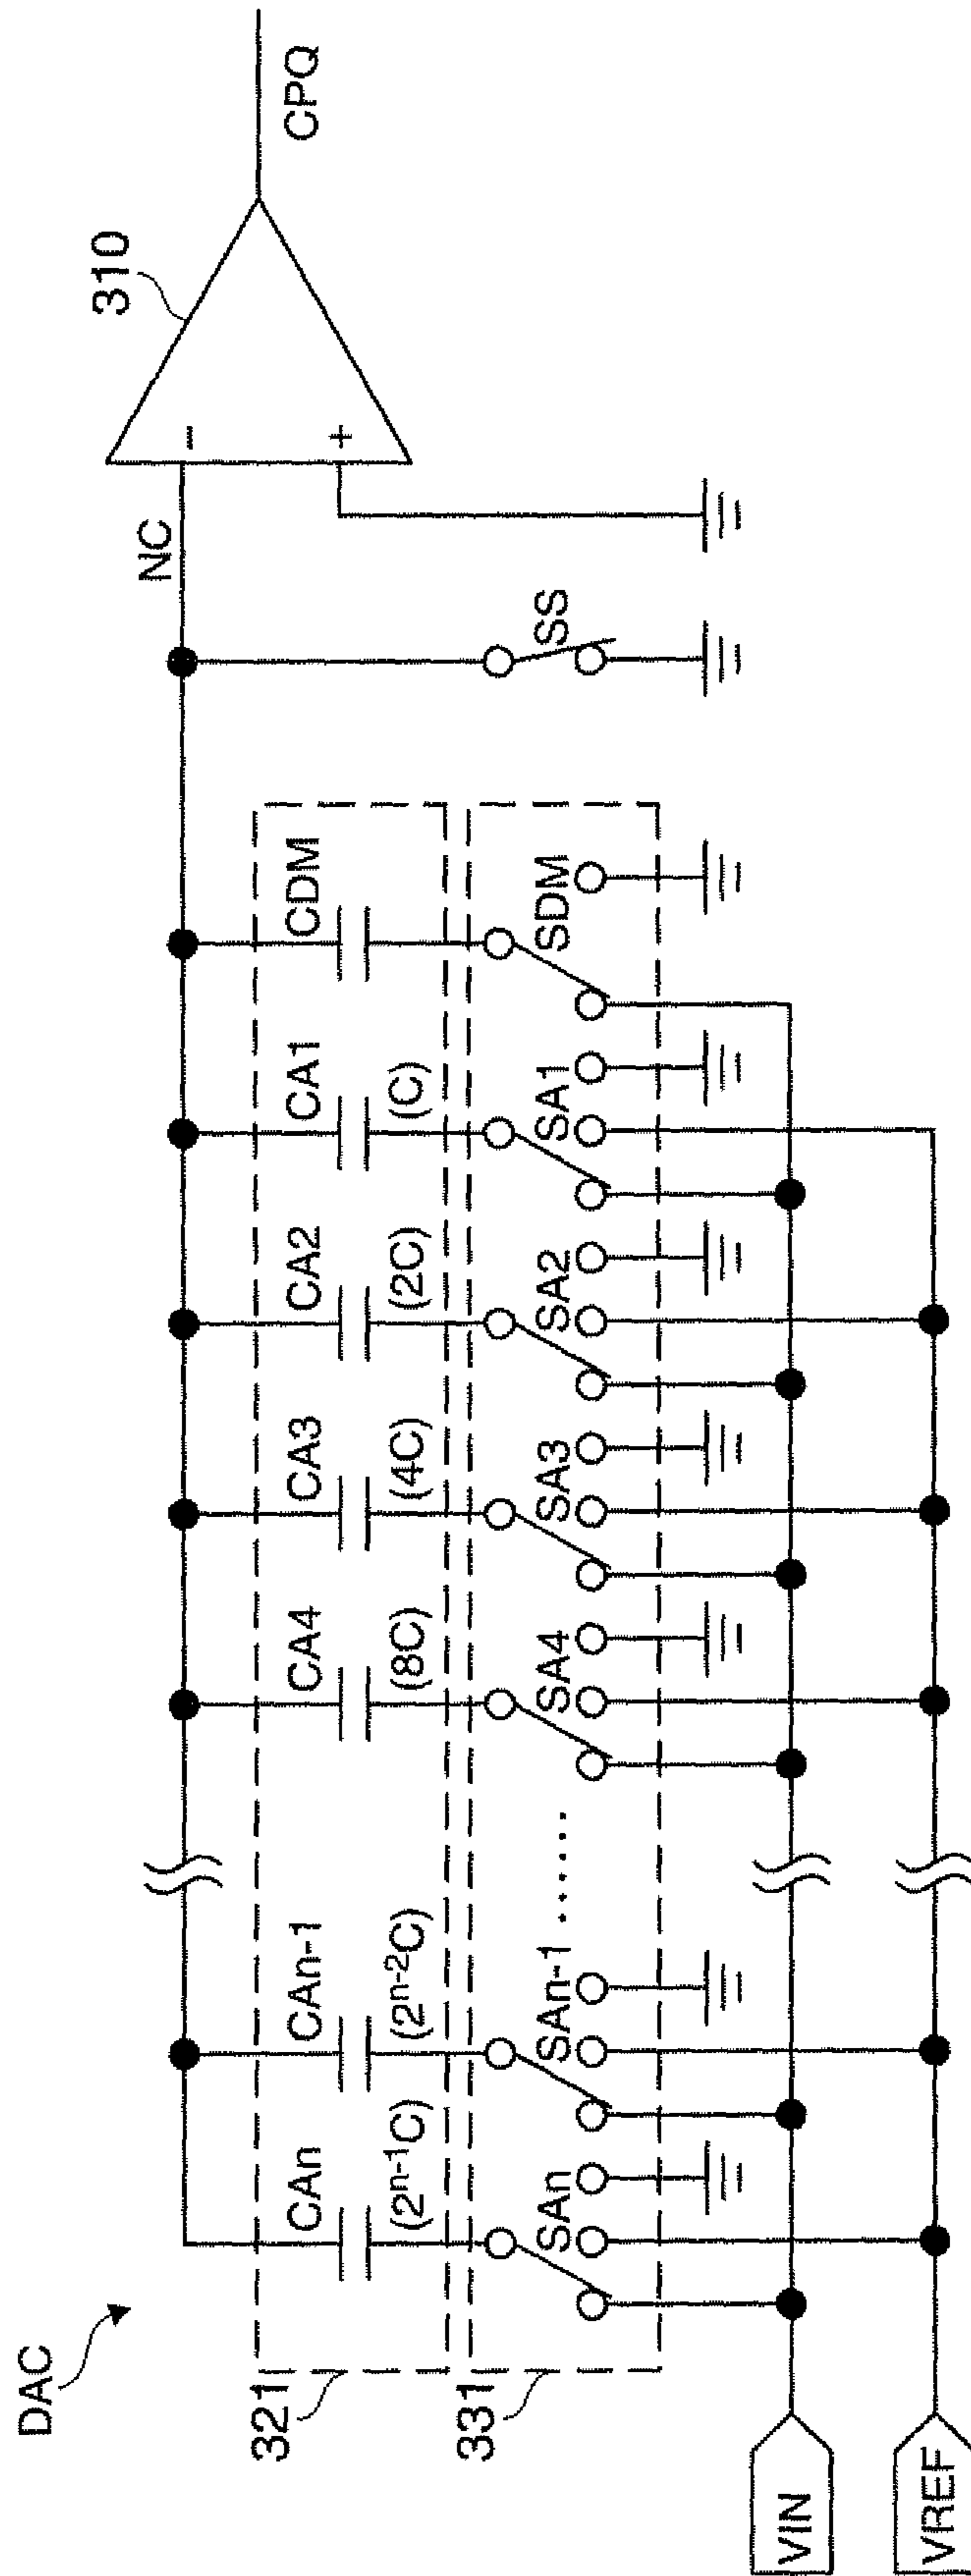 DAC
CAn
CAn-1
CA4
CA3
CA2
CA1
CDM
NC
310
CPQ
321
(2ⁿ⁻¹C)
(2ⁿ⁻²C)
(8C)
(4C)
(2C)
(C)
-
+
331
SAn
SAn-1
......
SA4
SA3
SA2
SA1
SDM
SS
VIN
VREF